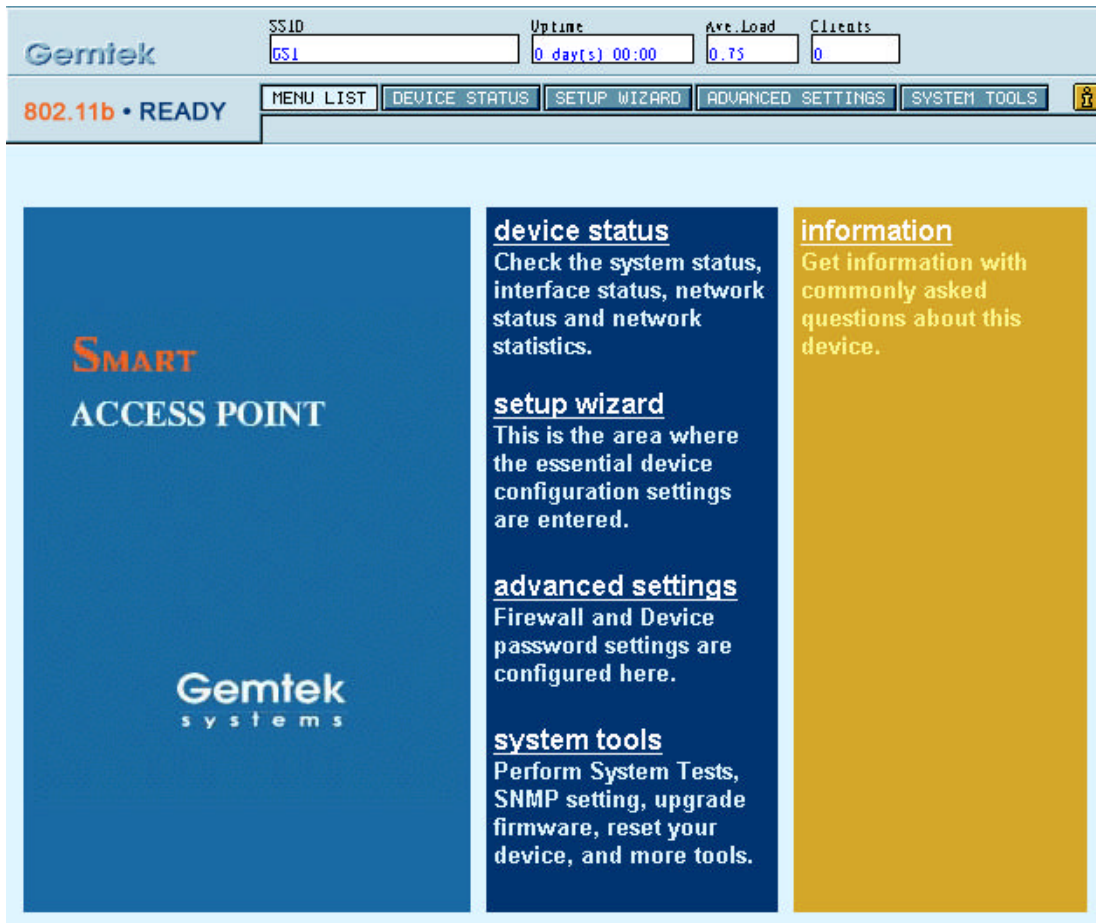 SSID Uptime Ave.Load Clients
Gemtek GSI 0 day(s) 00:00 0.75 0
802.11b • READY MENU LIST DEVICE STATUS SETUP WIZARD ADVANCED SETTINGS SYSTEM TOOLS
SMART
ACCESS POINT
Gemtek
systems
device status
Check the system status,
interface status, network
status and network
statistics.
setup wizard
This is the area where
the essential device
configuration settings
are entered.
advanced settings
Firewall and Device
password settings are
configured here.
system tools
Perform System Tests,
SNMP setting, upgrade
firmware, reset your
device, and more tools.
information
Get information with
commonly asked
questions about this
device.